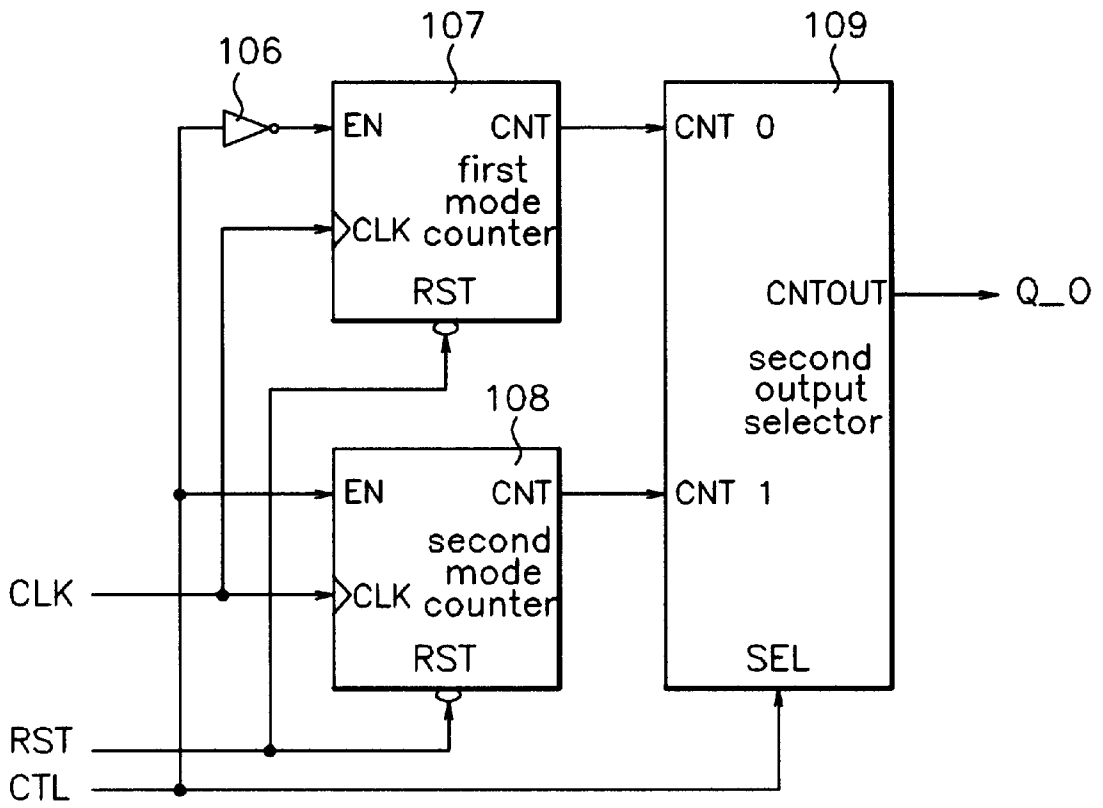 107
109
106
EN
CNT
CNT 0
first
mode
counter
CLK
RST
CNTOUT
Q_O
second
output
selector
108
EN
CNT
CNT 1
second
mode
counter
CLK
CLK
RST
SEL
RST
CTL